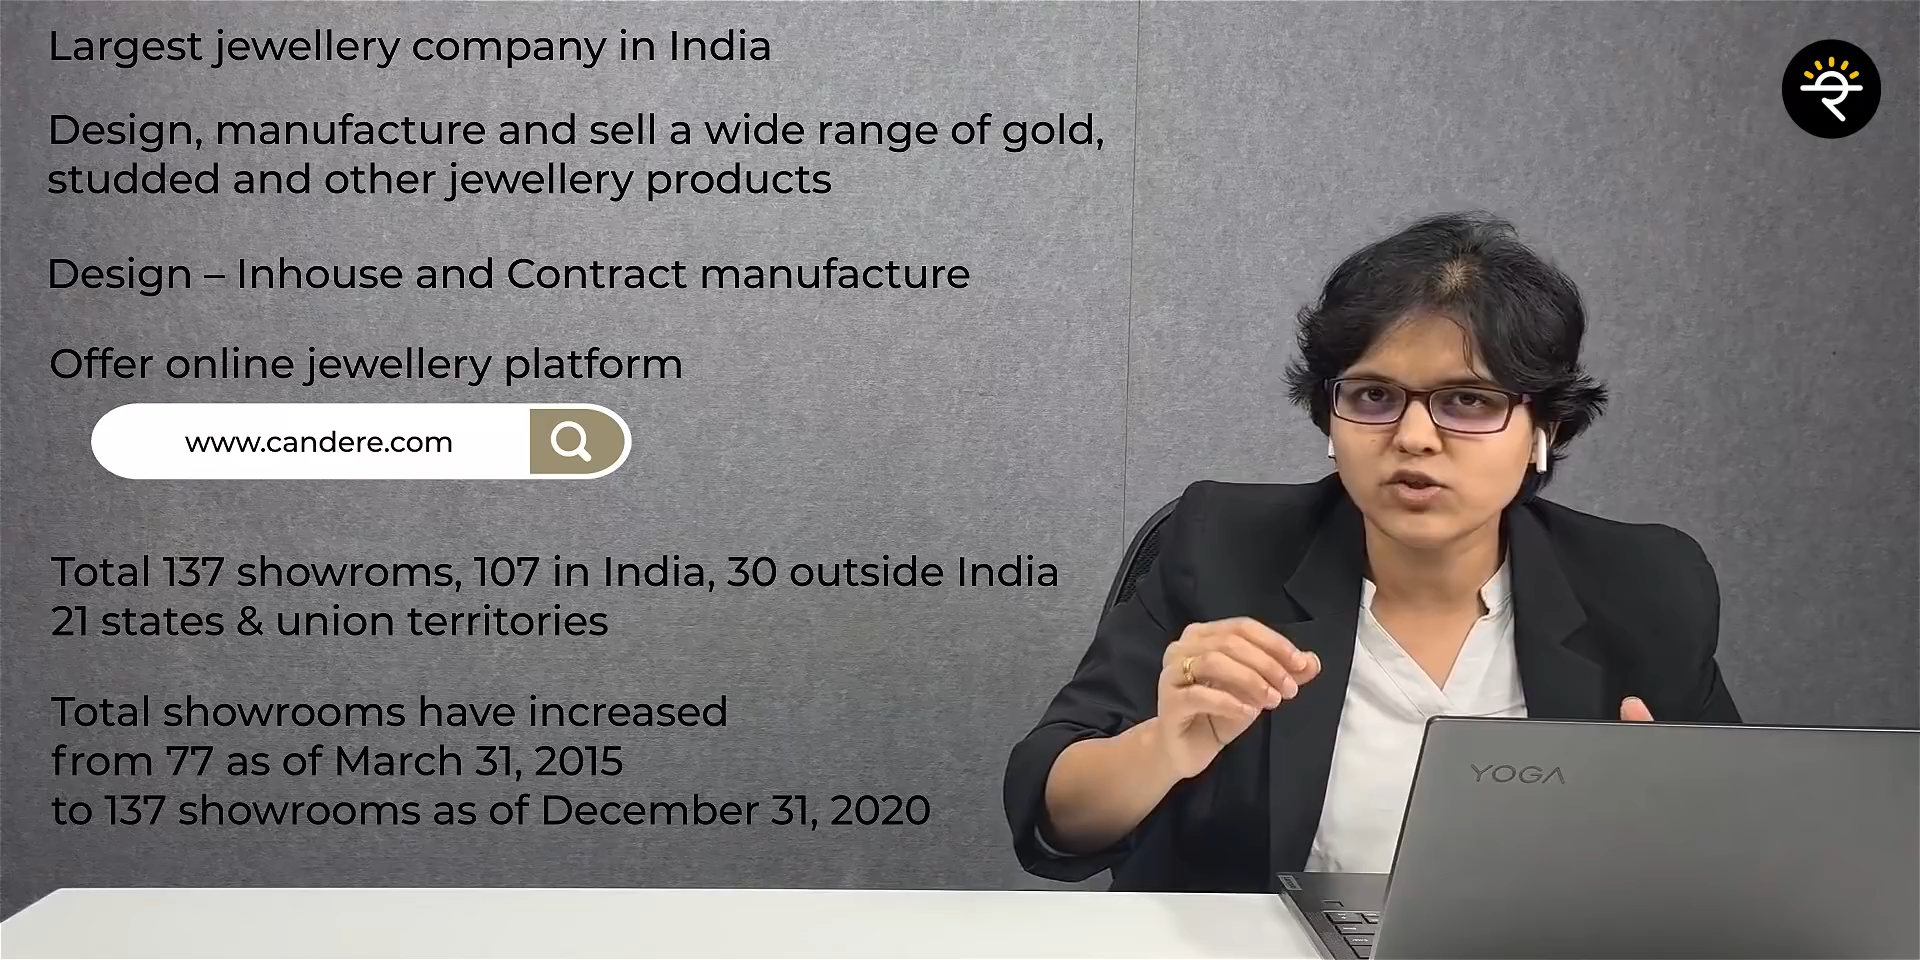 Largest jewellery company in India
Design, manufacture and sell a wide range of gold,
studded and other jewellery products
Design – Inhouse and Contract manufacture
Offer online jewellery platform
www.candere.com
Total 137 showroms, 107 in India, 30 outside India
21 states & union territories
Total showrooms have increased
from 77 as of March 31, 2015
to 137 showrooms as of December 31, 2020
YOGA